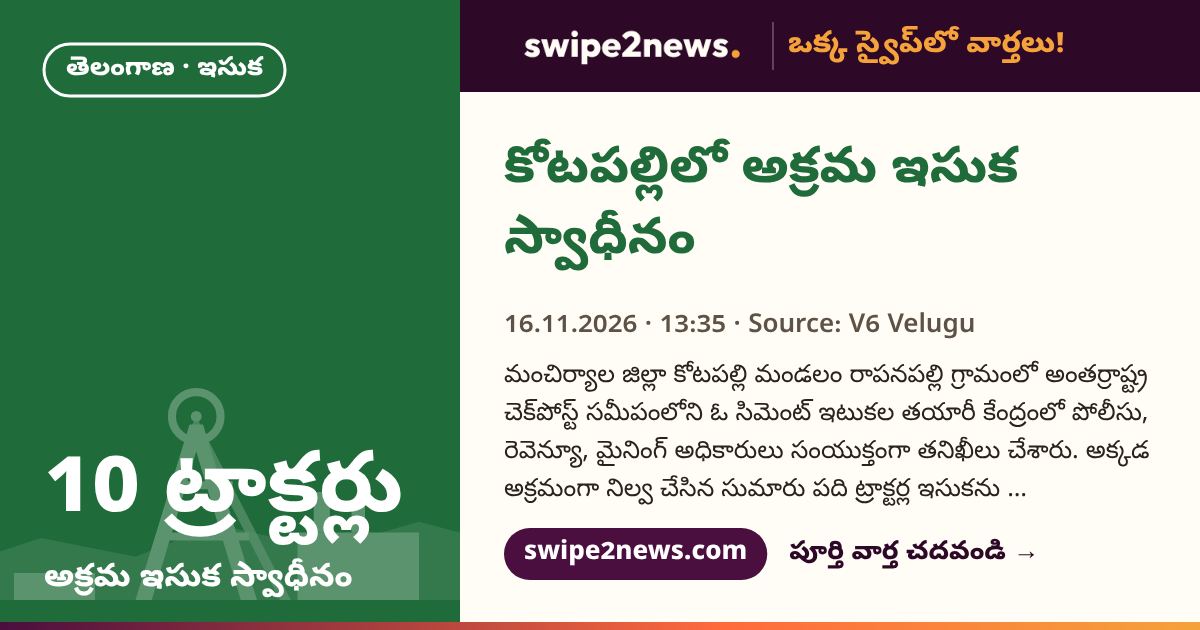 తెలంగాణ · ఇసుక
10 ట్రాక్టర్లు
అక్రమ ఇసుక స్వాధీనం
swipe2news.
ఒక్క స్వైప్‌లో వార్తలు!
కోటపల్లిలో అక్రమ ఇసుక
స్వాధీనం
16.11.2026 · 13:35 · Source: V6 Velugu
మంచిర్యాల జిల్లా కోటపల్లి మండలం రాపనపల్లి గ్రామంలో అంతర్రాష్ట్ర
చెక్‌పోస్ట్ సమీపంలోని ఓ సిమెంట్ ఇటుకల తయారీ కేంద్రంలో పోలీసు,
రెవెన్యూ, మైనింగ్ అధికారులు సంయుక్తంగా తనిఖీలు చేశారు. అక్కడ
అక్రమంగా నిల్వ చేసిన సుమారు పది ట్రాక్టర్ల ఇసుకను ...
swipe2news.com
పూర్తి వార్త చదవండి →